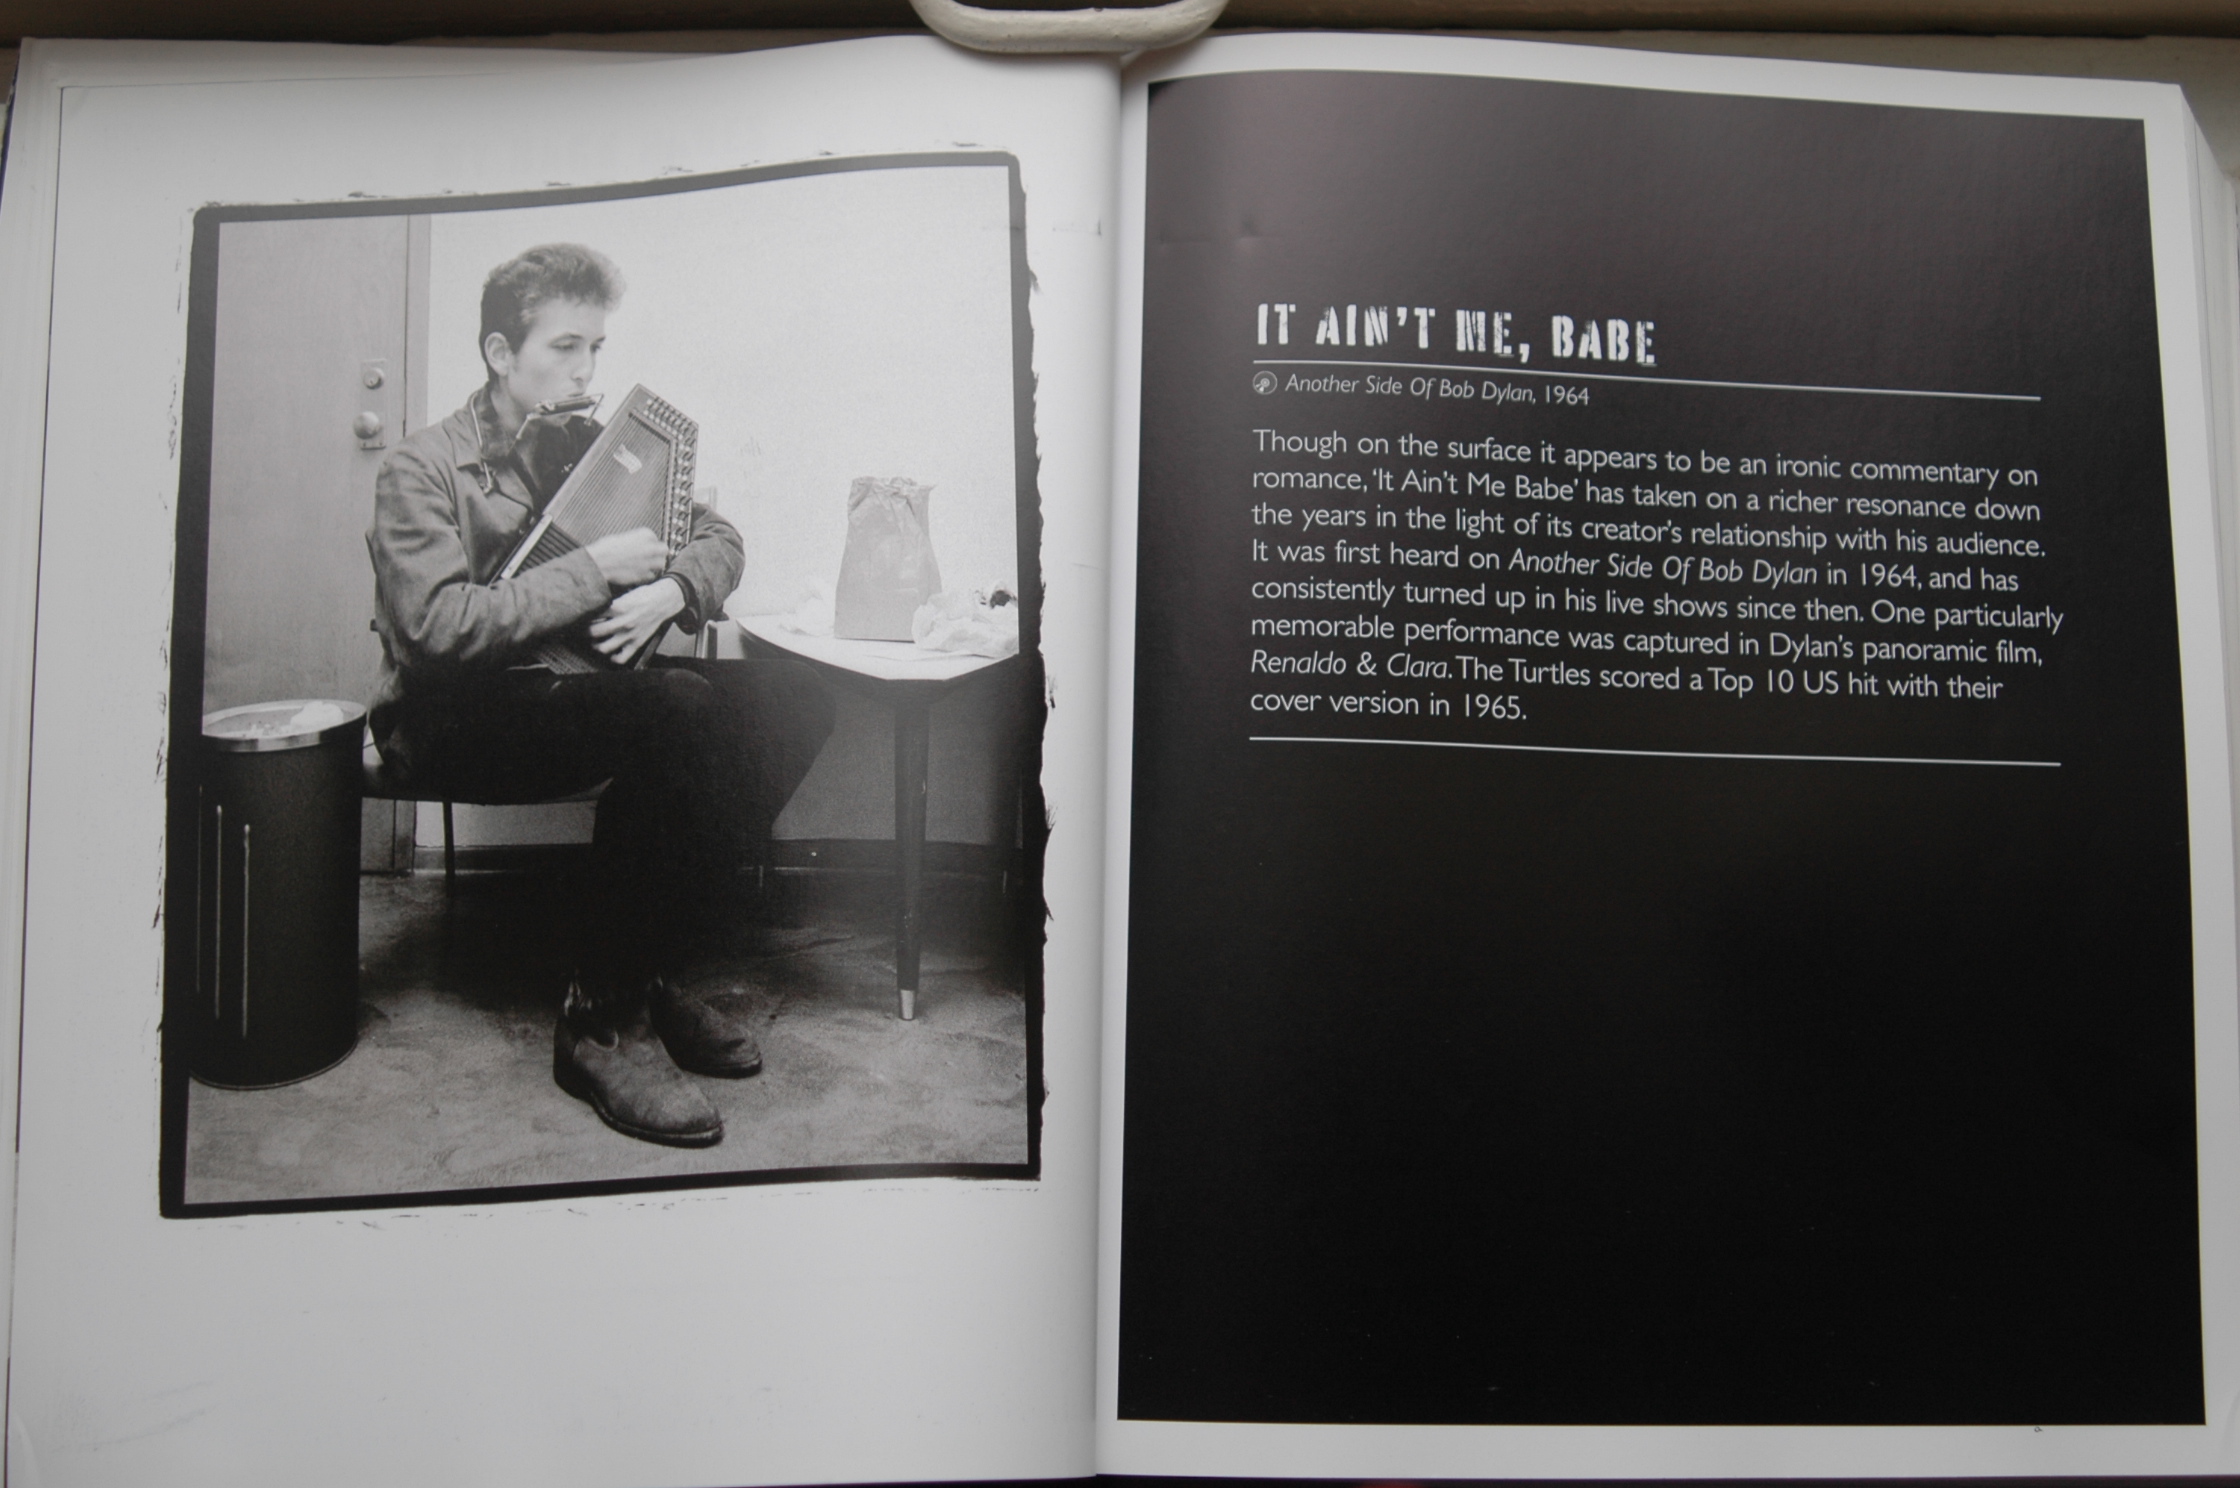 IT AIN'T ME, BABE
Another Side Of Bob Dylan, 1964
Though on the surface it appears to be an ironic commentary on
romance, 'It Ain't Me Babe' has taken on a richer resonance down
the years in the light of its creator's relationship with his audience.
It was first heard on Another Side Of Bob Dylan in 1964, and has
consistently turned up in his live shows since then. One particularly
memorable performance was captured in Dylan's panoramic film,
Renaldo & Clara. The Turtles scored a Top 10 US hit with their
cover version in 1965.